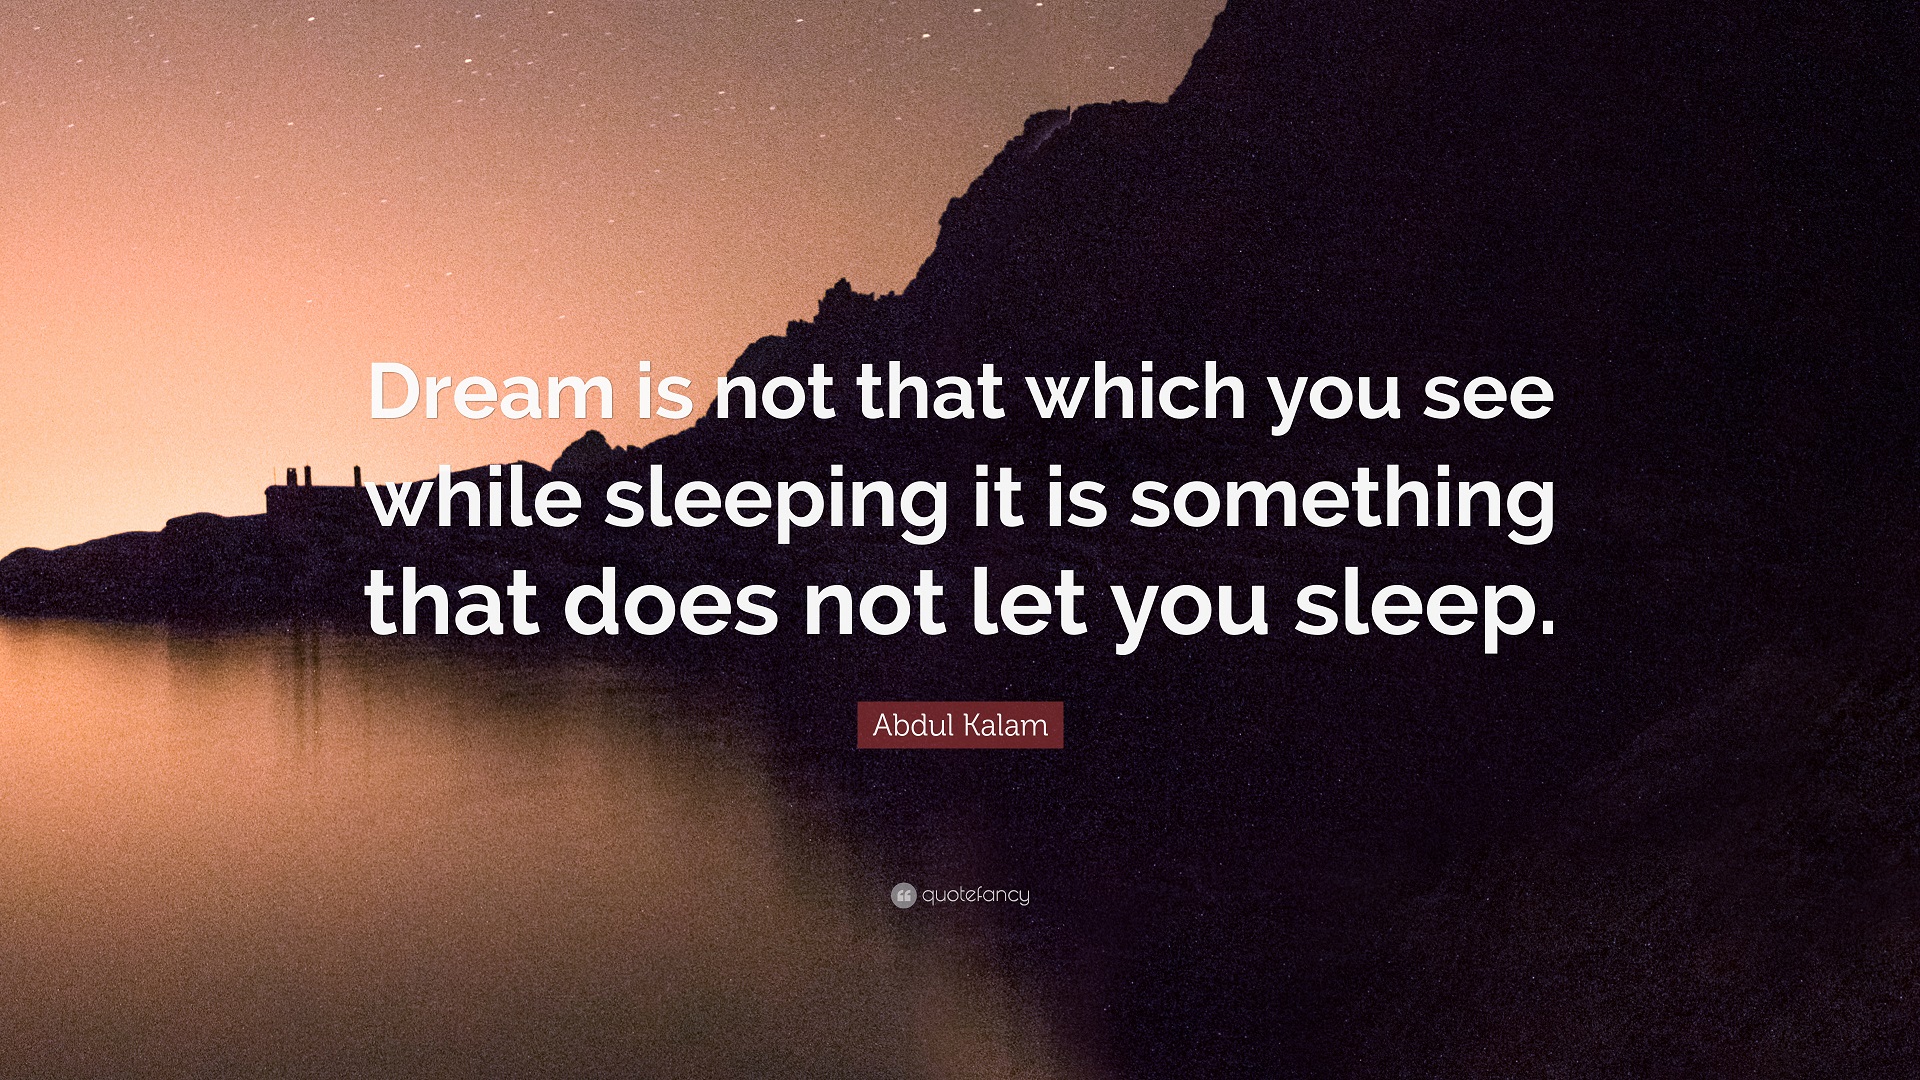 Dream is not that which you see
while sleeping it is something
that does not let you sleep.
Abdul Kalam
quotefancy